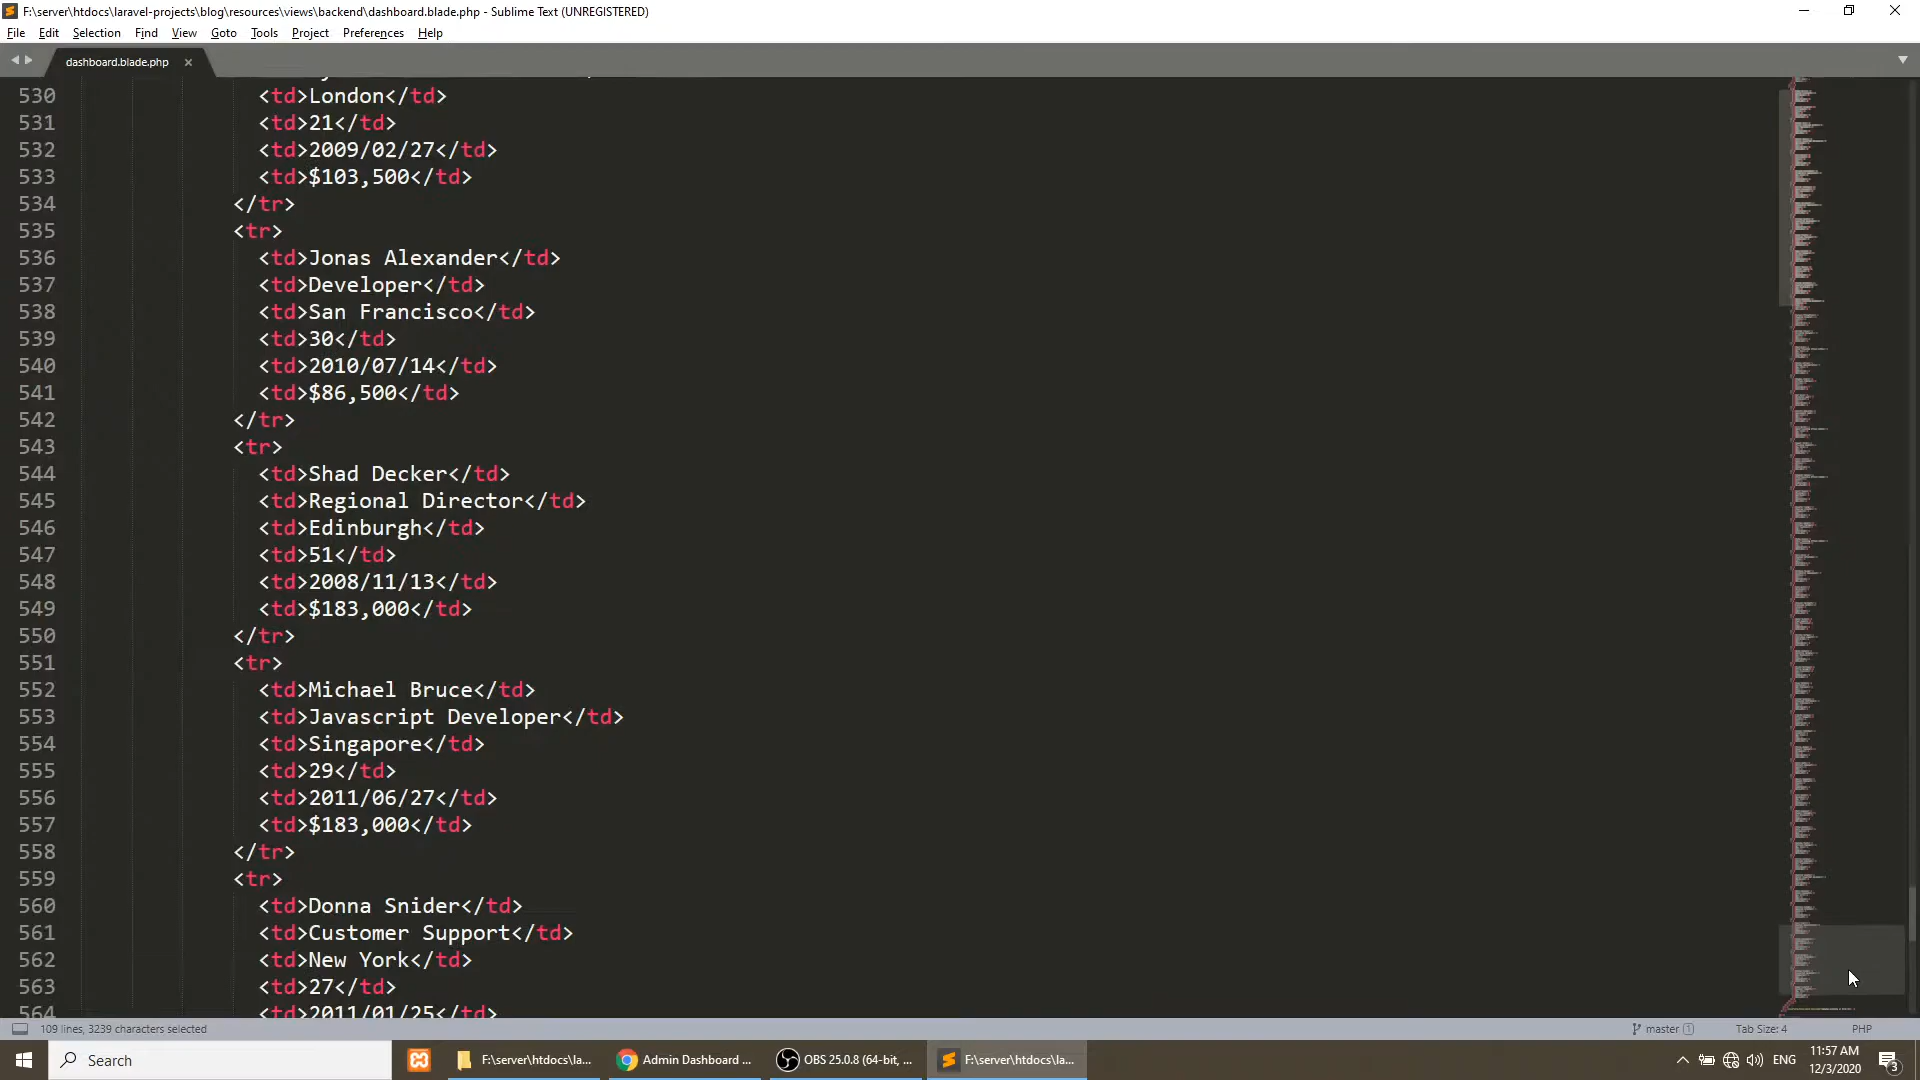 F:\server\htdocs\laravel-projects\blog\resources\views\backend\dashboard.blade.php - Sublime Text (UNREGISTERED)
File Edit Selection Find View Goto Tools Project Preferences Help
dashboard.blade.php
530 <td>London</td>
531 <td>21</td>
532 <td>2009/02/27</td>
533 <td>$103,500</td>
534 </tr>
535 <tr>
536 <td>Jonas Alexander</td>
537 <td>Developer</td>
538 <td>San Francisco</td>
539 <td>30</td>
540 <td>2010/07/14</td>
541 <td>$86,500</td>
542 </tr>
543 <tr>
544 <td>Shad Decker</td>
545 <td>Regional Director</td>
546 <td>Edinburgh</td>
547 <td>51</td>
548 <td>2008/11/13</td>
549 <td>$183,000</td>
550 </tr>
551 <tr>
552 <td>Michael Bruce</td>
553 <td>Javascript Developer</td>
554 <td>Singapore</td>
555 <td>29</td>
556 <td>2011/06/27</td>
557 <td>$183,000</td>
558 </tr>
559 <tr>
560 <td>Donna Snider</td>
561 <td>Customer Support</td>
562 <td>New York</td>
563 <td>27</td>
564 <td>2011/01/25</td>
109 lines, 3239 characters selected master 1 Tab Size: 4 PHP
Search F:\server\htdocs\la... Admin Dashboard ... OBS 25.0.8 (64-bit, ... F:\server\htdocs\la... ENG 11:57 AM
12/3/2020 3